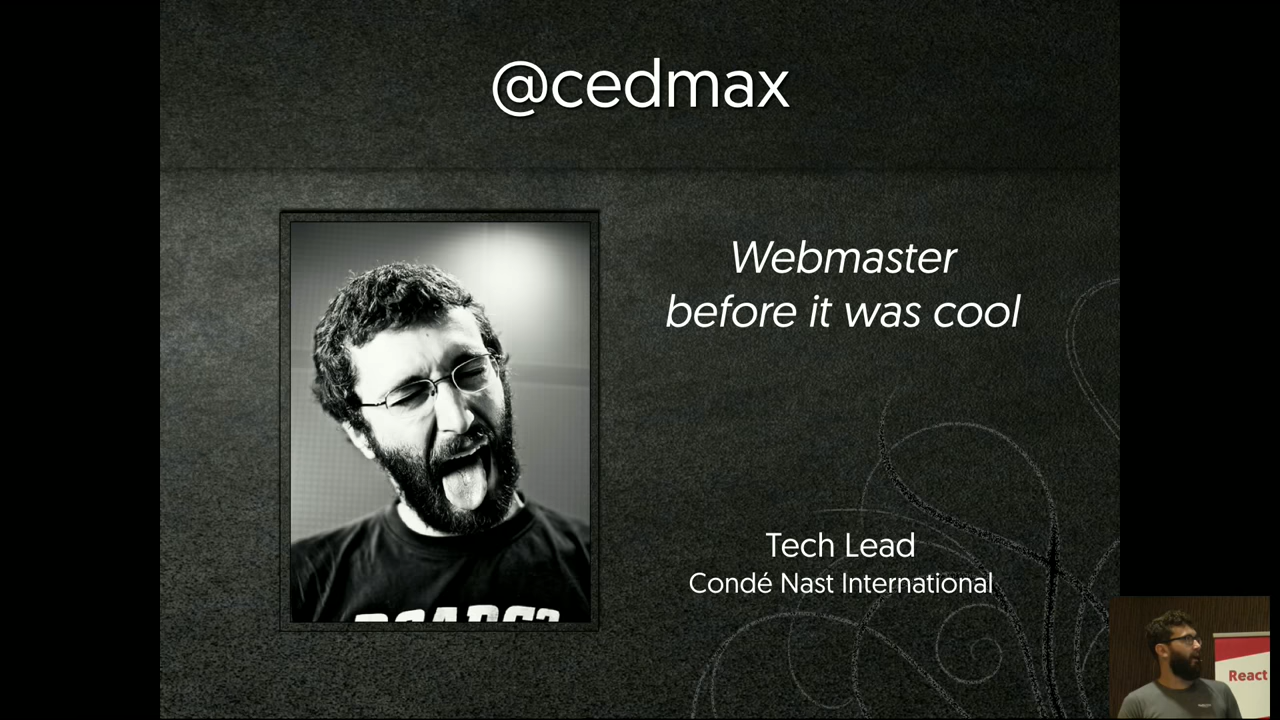 @cedmax
Webmaster
before it was cool
Tech Lead
Condé Nast International
React